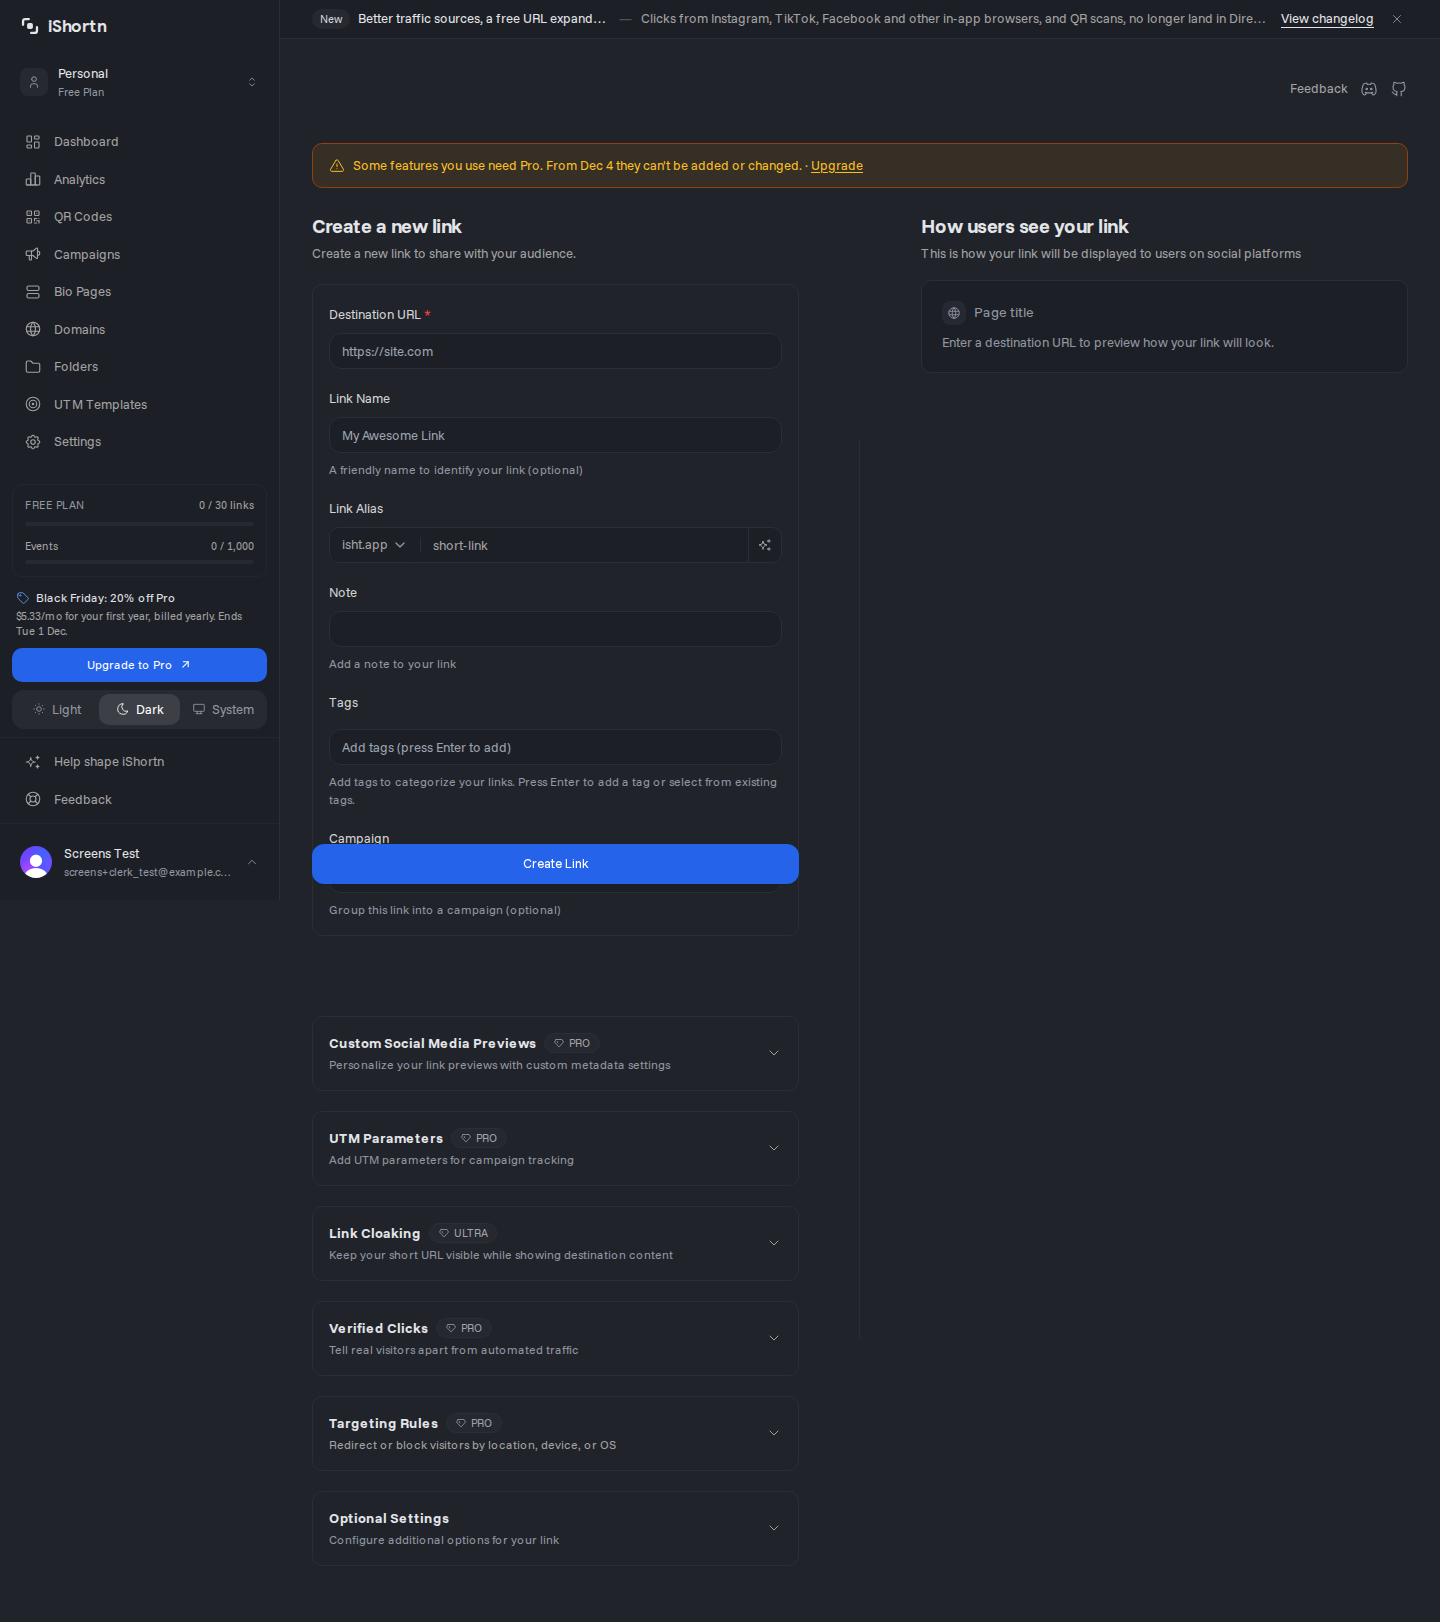 iShortn
Personal
Free Plan
Dashboard
Analytics
QR Codes
Campaigns
Bio Pages
Domains
Folders
UTM Templates
Settings
FREE PLAN 0 / 30 links
Events 0 / 1,000
Black Friday: 20% off Pro
$5.33/mo for your first year, billed yearly. Ends
Tue 1 Dec.
Upgrade to Pro
Light Dark System
Help shape iShortn
Feedback
Screens Test
screens+clerk_test@example.c...
New Better traffic sources, a free URL expand... — Clicks from Instagram, TikTok, Facebook and other in-app browsers, and QR scans, no longer land in Dire... View changelog
Feedback
Some features you use need Pro. From Dec 4 they can't be added or changed. · Upgrade
Create a new link
Create a new link to share with your audience.
Destination URL *
https://site.com
Link Name
My Awesome Link
A friendly name to identify your link (optional)
Link Alias
isht.app short-link
Note
Add a note to your link
Tags
Add tags (press Enter to add)
Add tags to categorize your links. Press Enter to add a tag or select from existing
tags.
Campaign
Create Link
Group this link into a campaign (optional)
Custom Social Media Previews PRO
Personalize your link previews with custom metadata settings
UTM Parameters PRO
Add UTM parameters for campaign tracking
Link Cloaking ULTRA
Keep your short URL visible while showing destination content
Verified Clicks PRO
Tell real visitors apart from automated traffic
Targeting Rules PRO
Redirect or block visitors by location, device, or OS
Optional Settings
Configure additional options for your link
How users see your link
This is how your link will be displayed to users on social platforms
Page title
Enter a destination URL to preview how your link will look.